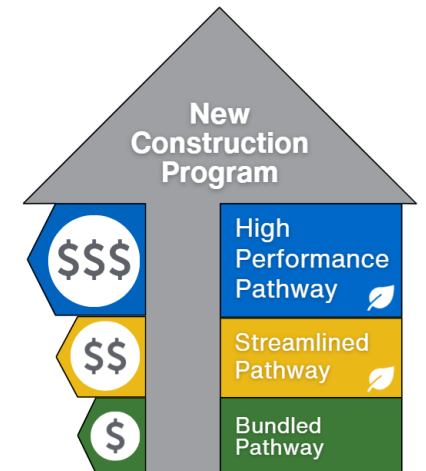 New
Construction
Program
$$$
High
Performance
Pathway
$$
Streamlined
Pathway
$
Bundled
Pathway